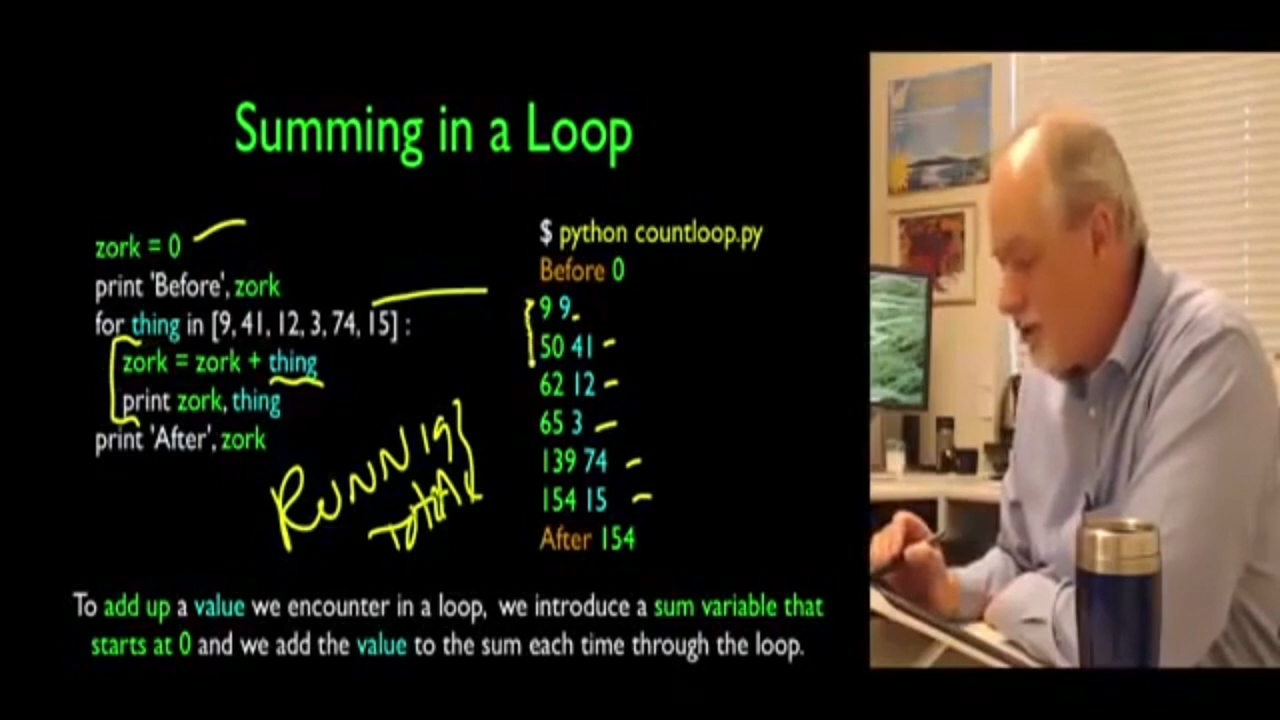 Summing in a Loop
zork = 0
print 'Before', zork
for thing in [9, 41, 12, 3, 74, 15] :
zork = zork + thing
print zork, thing
print 'After', zork
$ python countloop.py
Before 0
9 9
50 41
62 12
65 3
139 74
154 15
After 154
RUNNING
TOTAL
To add up a value we encounter in a loop, we introduce a sum variable that
starts at 0 and we add the value to the sum each time through the loop.